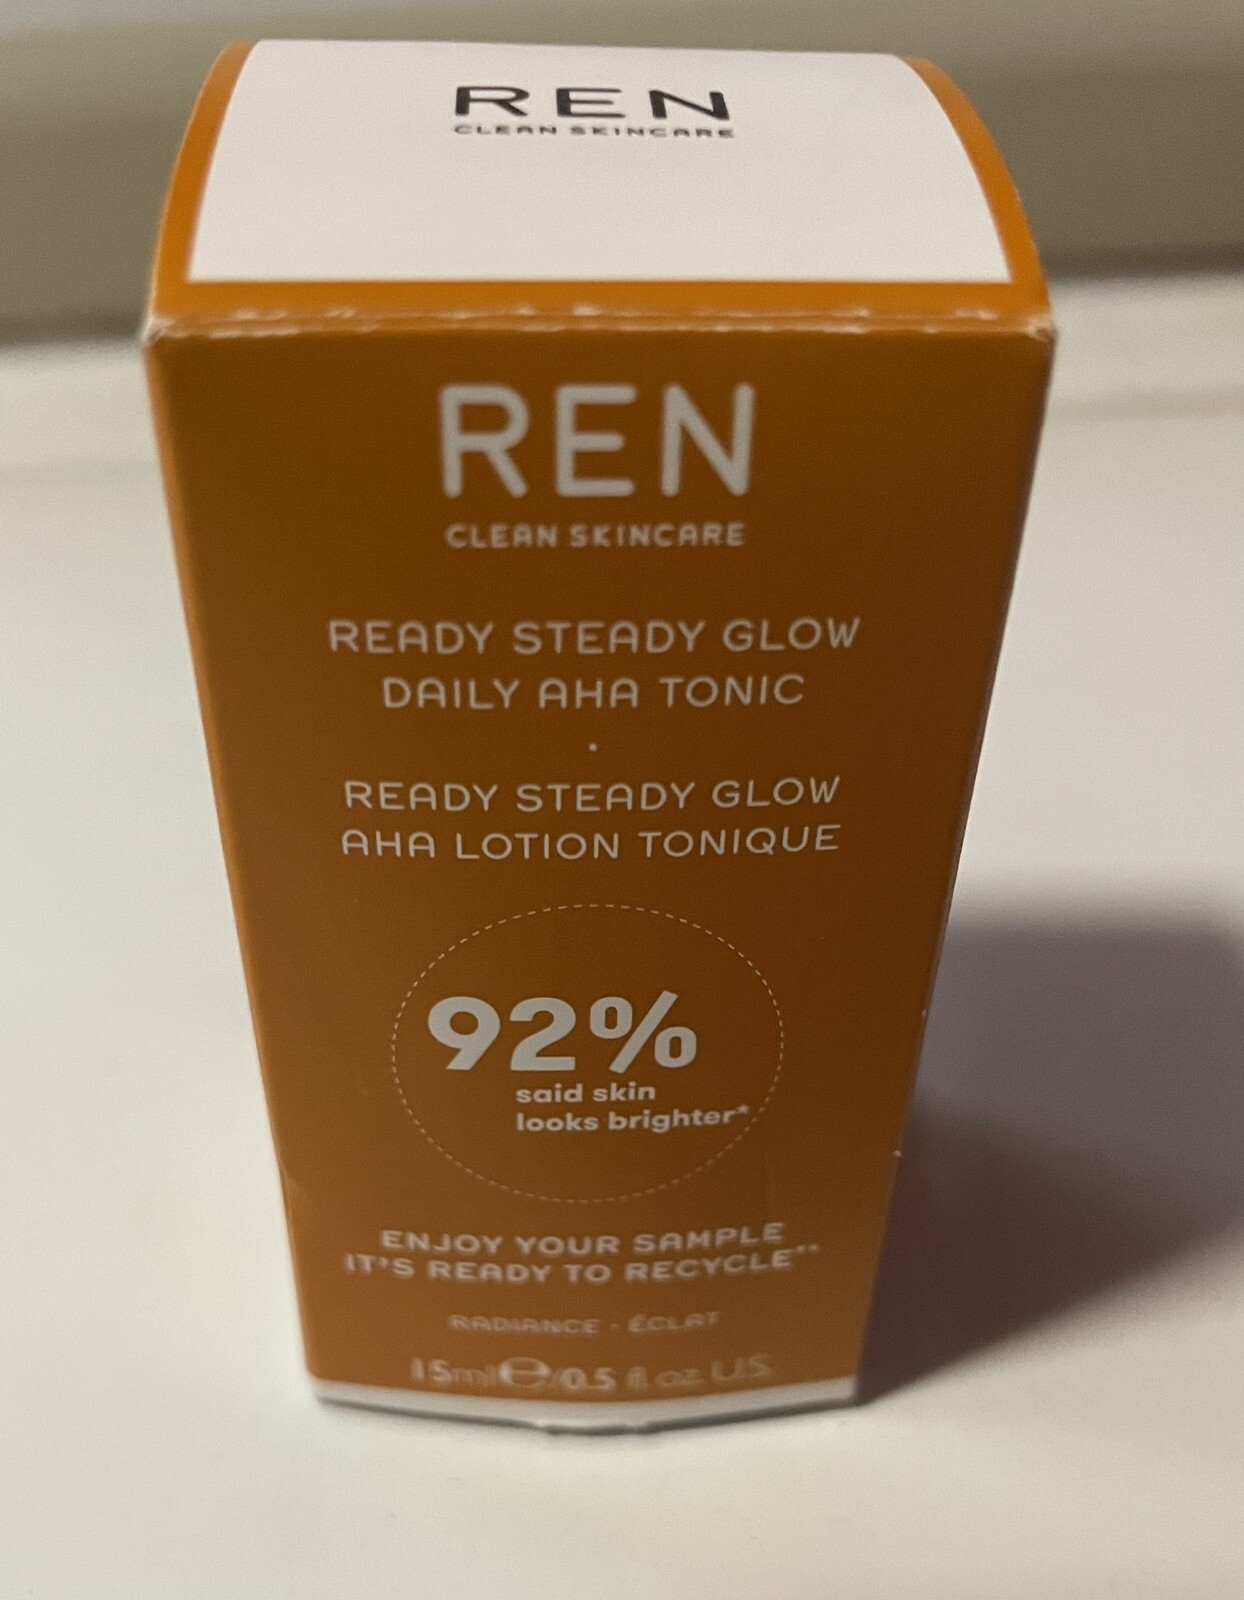 REN
CLEAN SKINCARE
REN
CLEAN SKINCARE
READY STEADY GLOW
DAILY AHA TONIC
·
READY STEADY GLOW
AHA LOTION TONIQUE
92%
said skin
looks brighter*
ENJOY YOUR SAMPLE
IT'S READY TO RECYCLE**
RADIANCE · ÉCLAT
15ml℮/0.5 fl. oz. U.S.